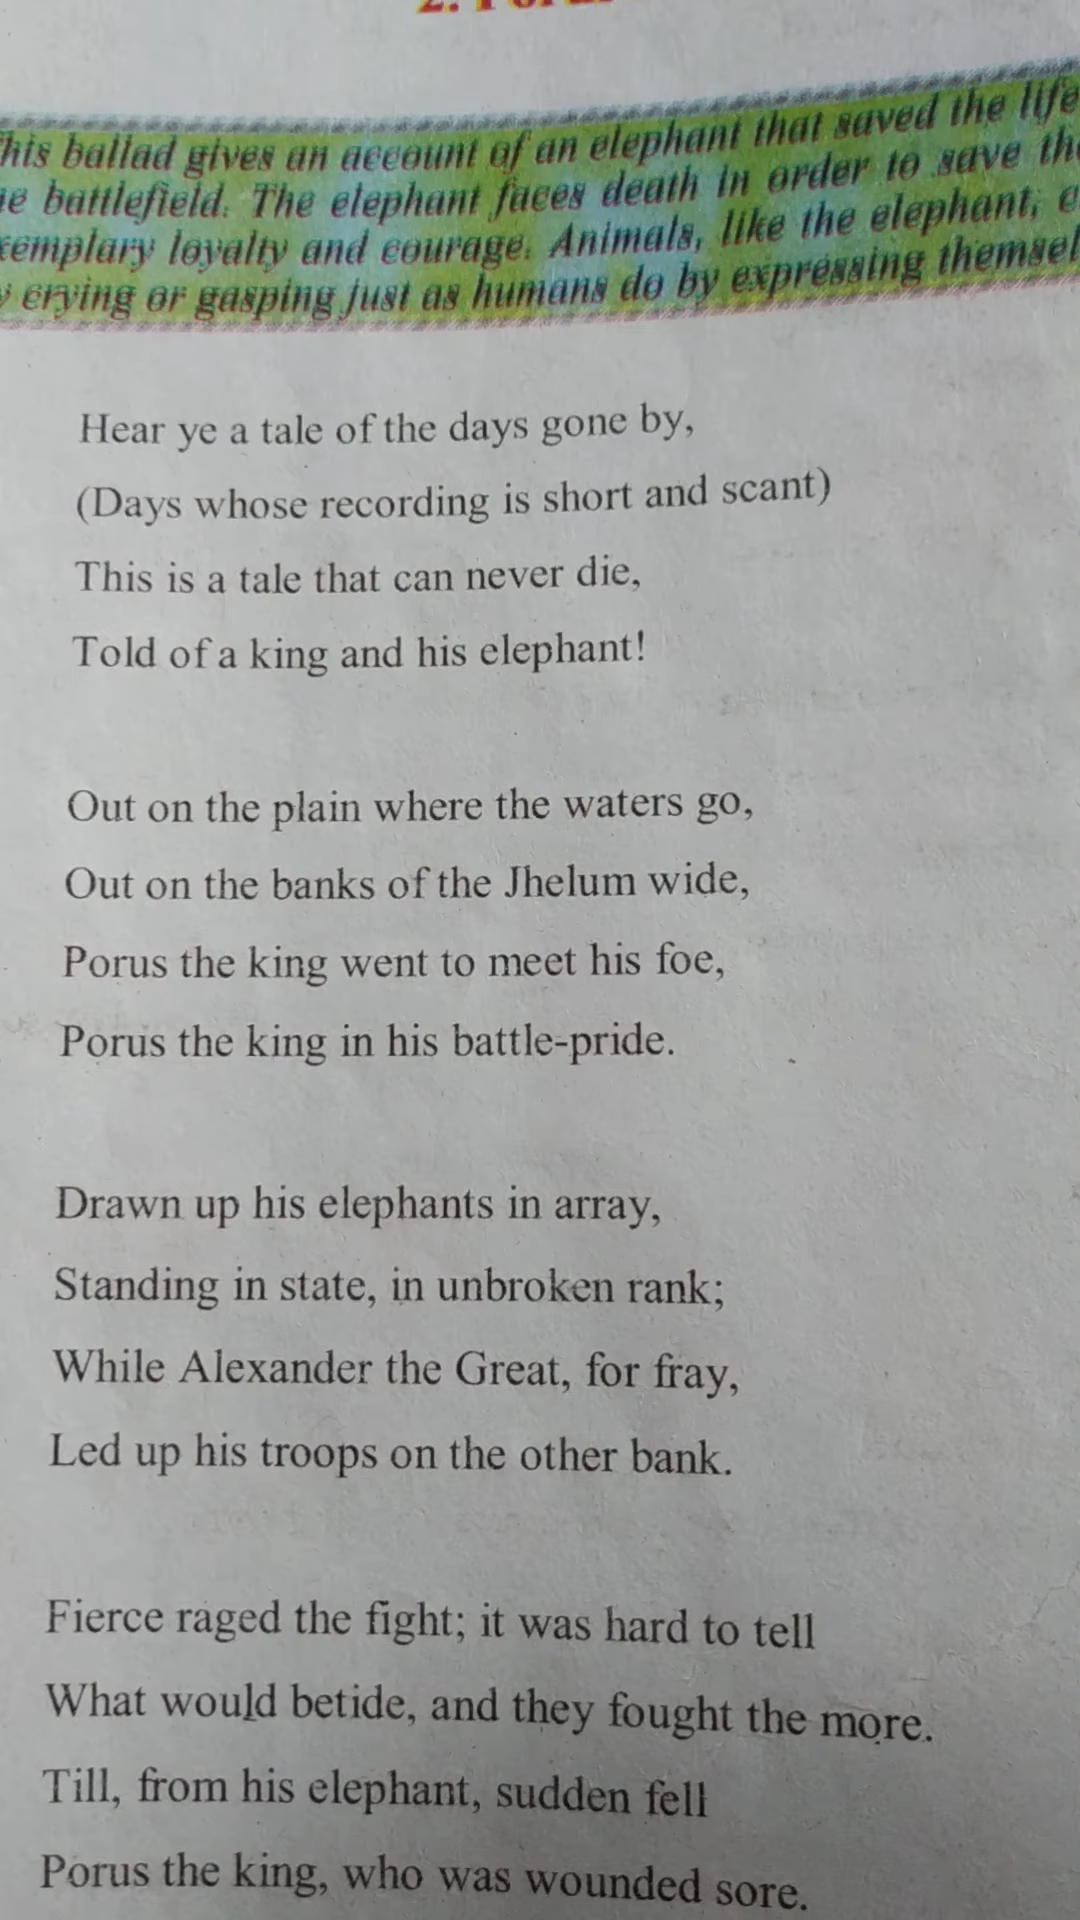 2.
his ballad gives an account of an elephant that saved the life
battlefield. The elephant faces death in order to save the
emplary loyalty and courage. Animals, like the elephant,
crying or gasping just as humans do by expressing themsel
Hear ye a tale of the days gone by,
(Days whose recording is short and scant)
This is a tale that can never die,
Told of a king and his elephant!
Out on the plain where the waters go,
Out on the banks of the Jhelum wide,
Porus the king went to meet his foe,
Porus the king in his battle-pride.
Drawn up his elephants in array,
Standing in state, in unbroken rank;
While Alexander the Great, for fray,
Led up his troops on the other bank.
Fierce raged the fight; it was hard to tell
What would betide, and they fought the more.
Till, from his elephant, sudden fell
Porus the king, who was wounded sore.